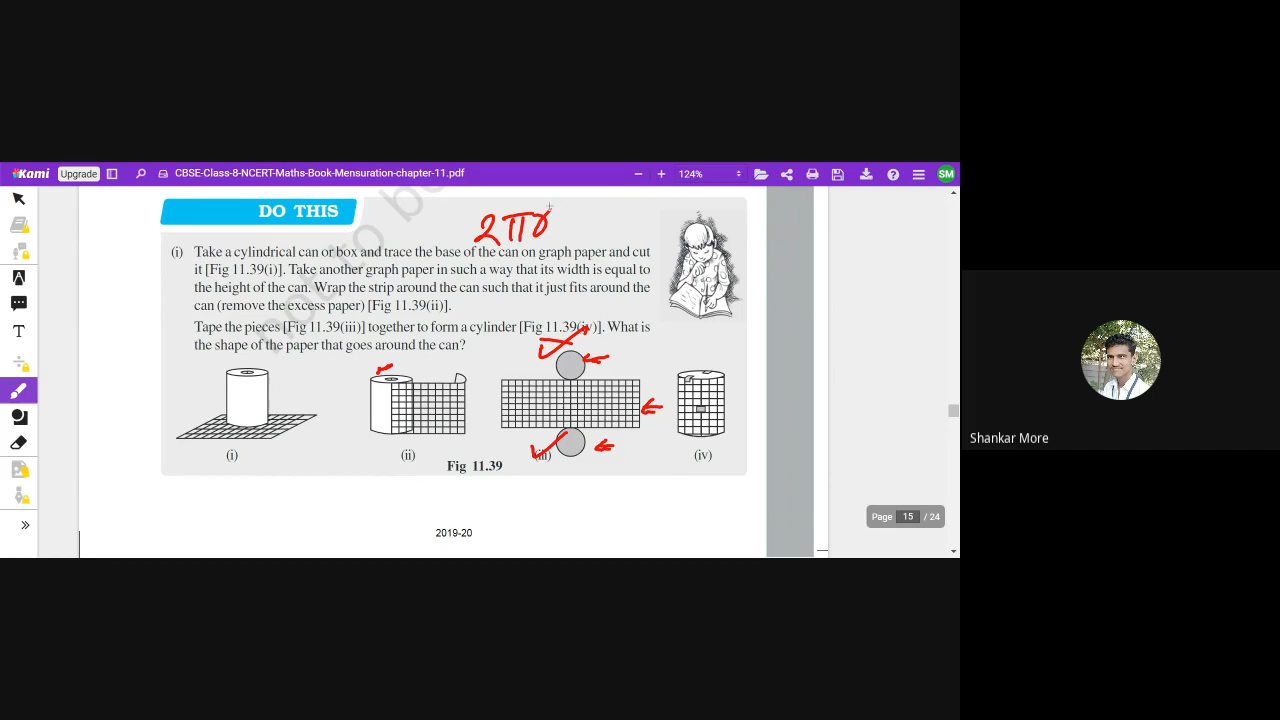 Kami
Upgrade
CBSE-Class-8-NCERT-Maths-Book-Mensuration-chapter-11.pdf
124%
SM
DO THIS
2πr
(i) Take a cylindrical can or box and trace the base of the can on graph paper and cut
it [Fig 11.39(i)]. Take another graph paper in such a way that its width is equal to
the height of the can. Wrap the strip around the can such that it just fits around the
can (remove the excess paper) [Fig 11.39(ii)].
Tape the pieces [Fig 11.39(iii)] together to form a cylinder [Fig 11.39(iv)]. What is
the shape of the paper that goes around the can?
(i)
(ii)
(iii)
(iv)
Fig 11.39
2019-20
Page 15 / 24
not to be
Shankar More
T
A